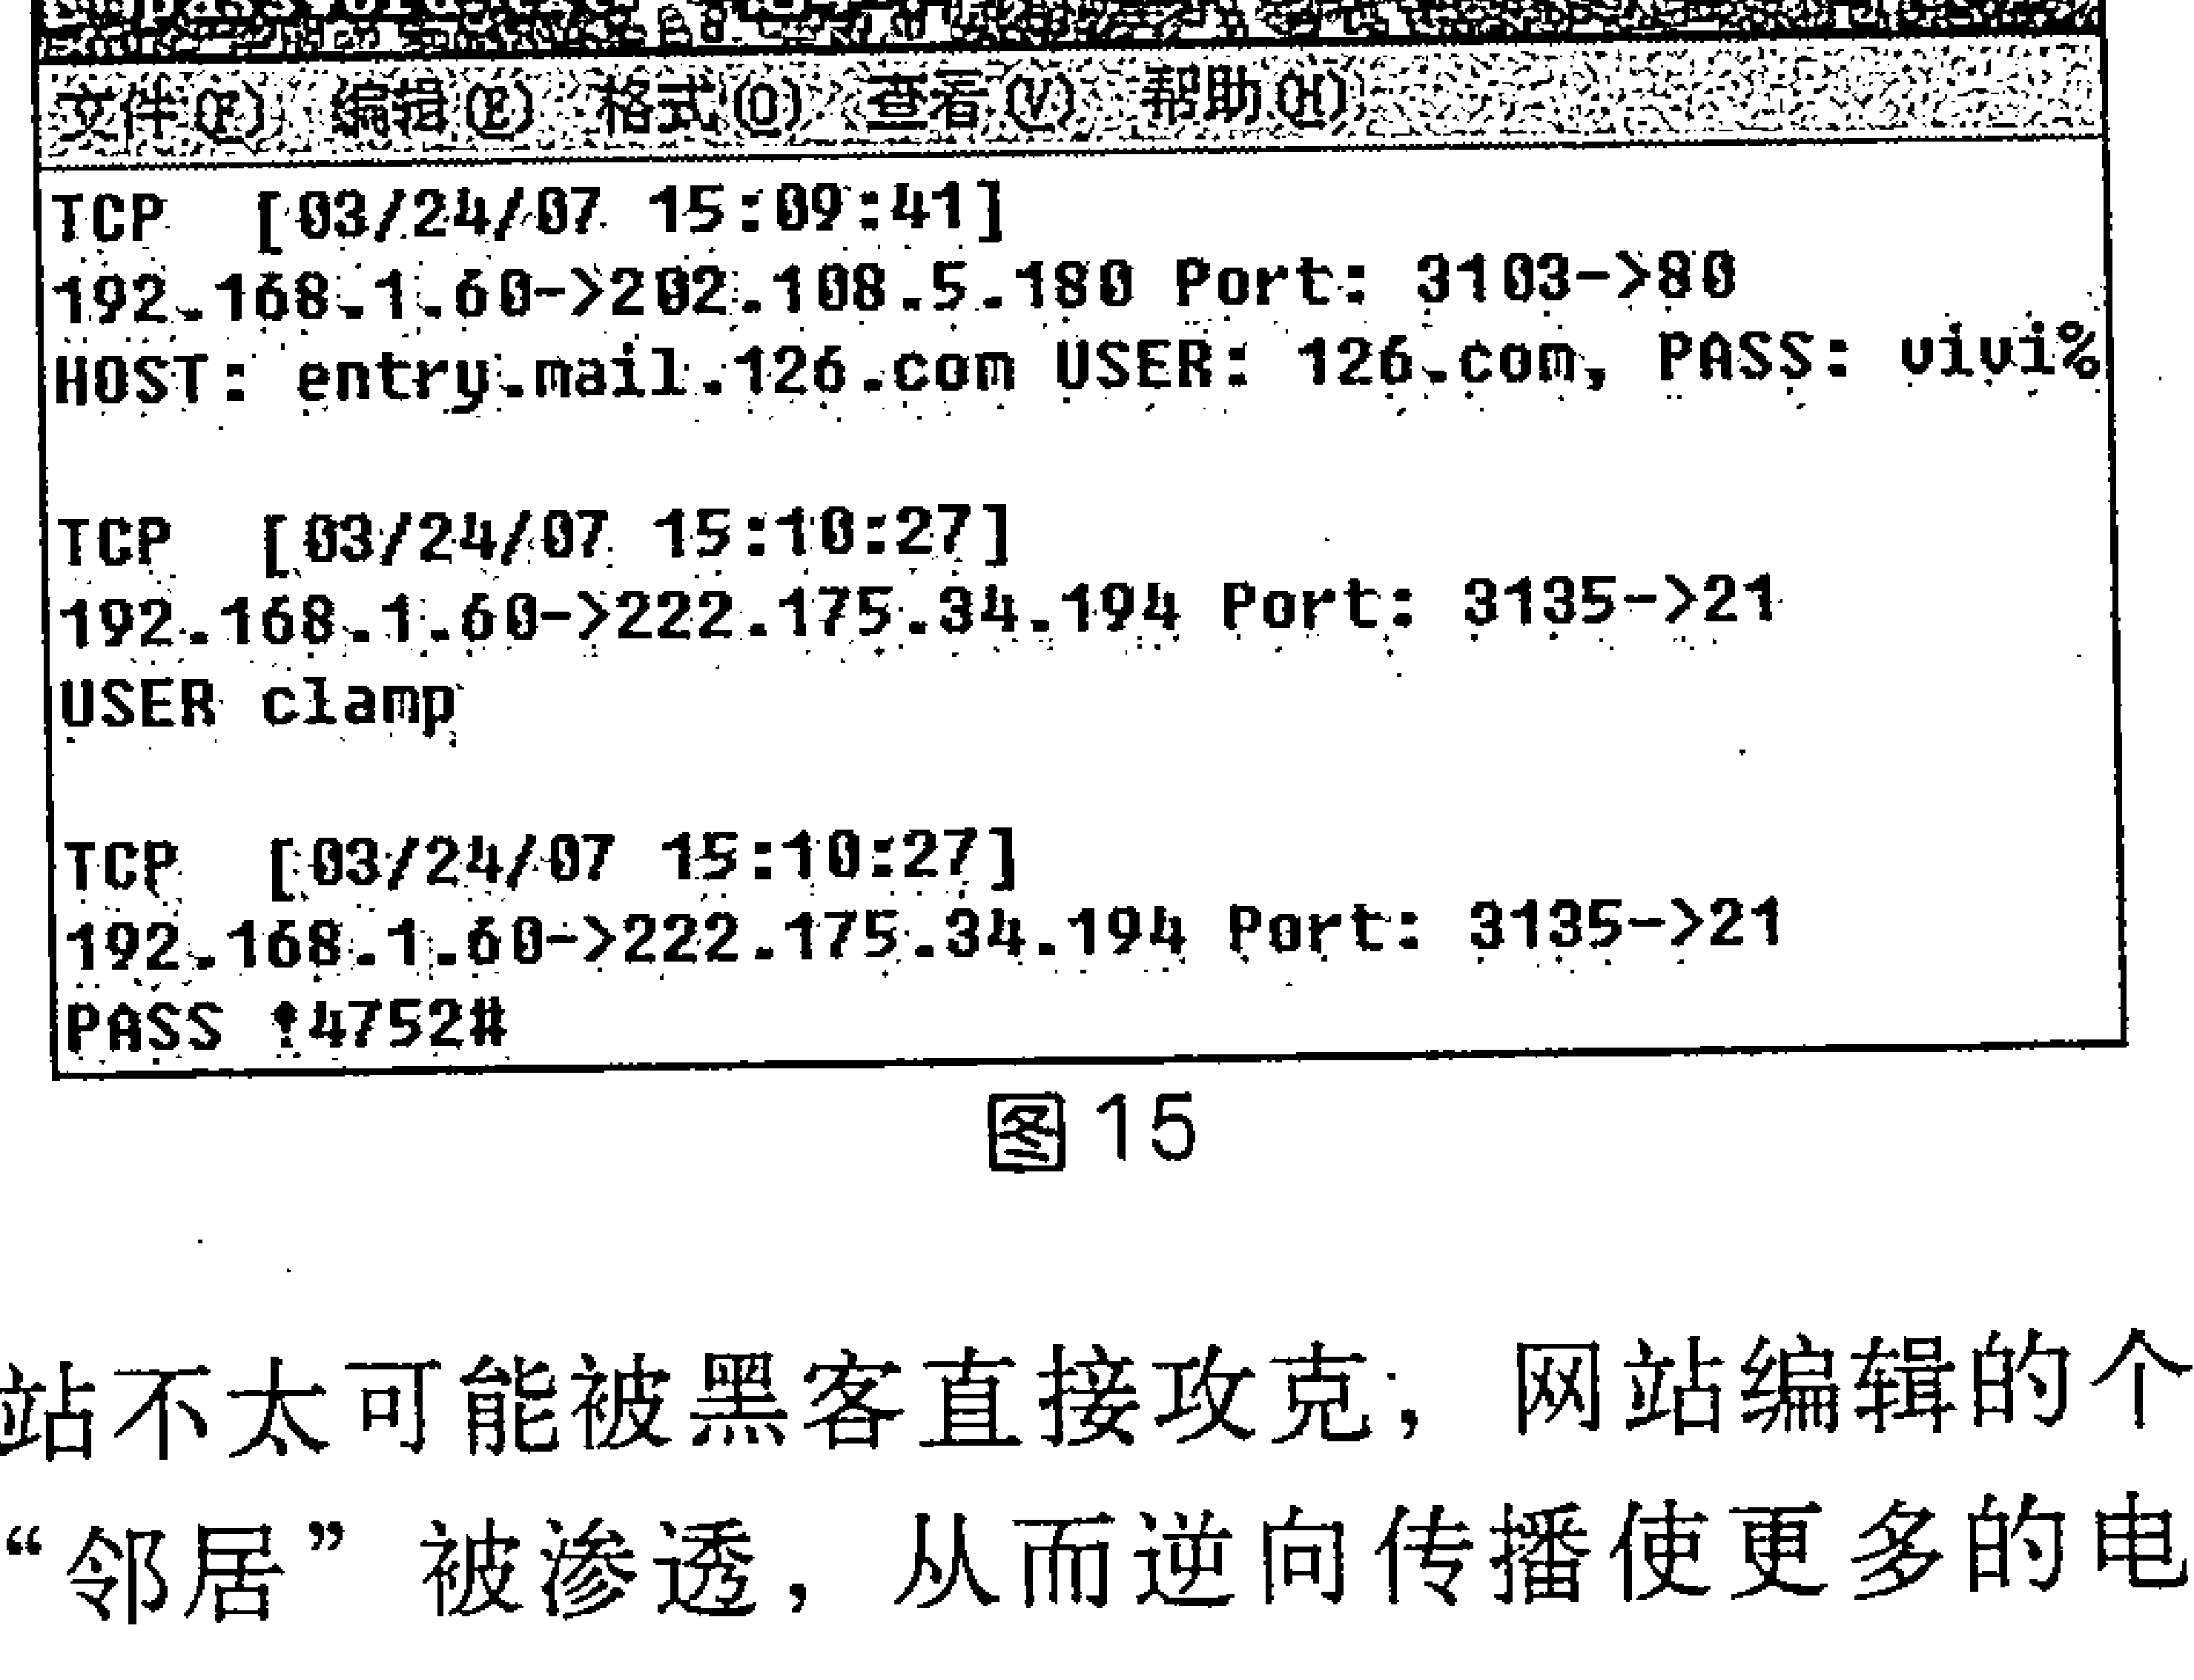 文件(F) 编辑(E) 格式(O) 查看(V) 帮助(H)
TCP [03/24/07 15:09:41]
192.168.1.60->202.108.5.180 Port: 3103->80
HOST: entry.mail.126.com USER: 126.com, PASS: vivi%
TCP [03/24/07 15:10:27]
192.168.1.60->222.175.34.194 Port: 3135->21
USER clamp
TCP [03/24/07 15:10:27]
192.168.1.60->222.175.34.194 Port: 3135->21
PASS !4752#
图15
站不太可能被黑客直接攻克；网站编辑的个
“邻居”被渗透，从而逆向传播使更多的电